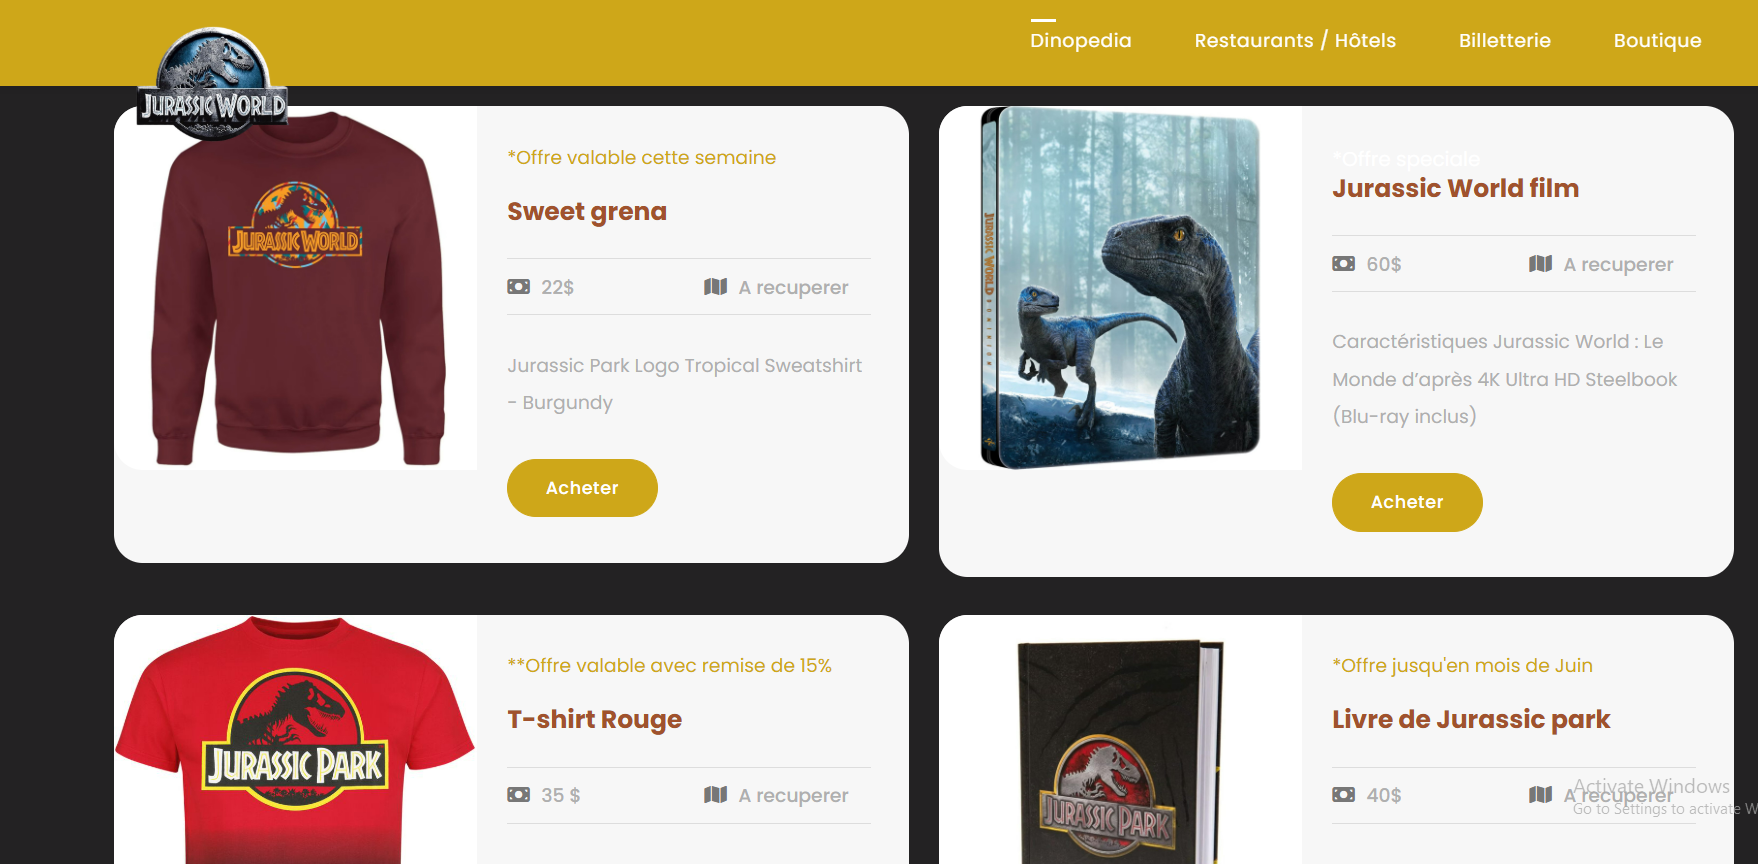 JURASSIC WORLD
Dinopedia
Restaurants / Hôtels
Billetterie
Boutique
JURASSIC WORLD
*Offre valable cette semaine
Sweet grena
22$
A recuperer
Jurassic Park Logo Tropical Sweatshirt
- Burgundy
Acheter
JURASSIC WORLD DOMINION
*Offre speciale
Jurassic World film
60$
A recuperer
Caractéristiques Jurassic World : Le
Monde d’après 4K Ultra HD Steelbook
(Blu-ray inclus)
Acheter
JURASSIC PARK
**Offre valable avec remise de 15%
T-shirt Rouge
35 $
A recuperer
JURASSIC PARK
*Offre jusqu'en mois de Juin
Livre de Jurassic park
40$
A recuperer
Activate Windows
Go to Settings to activate W